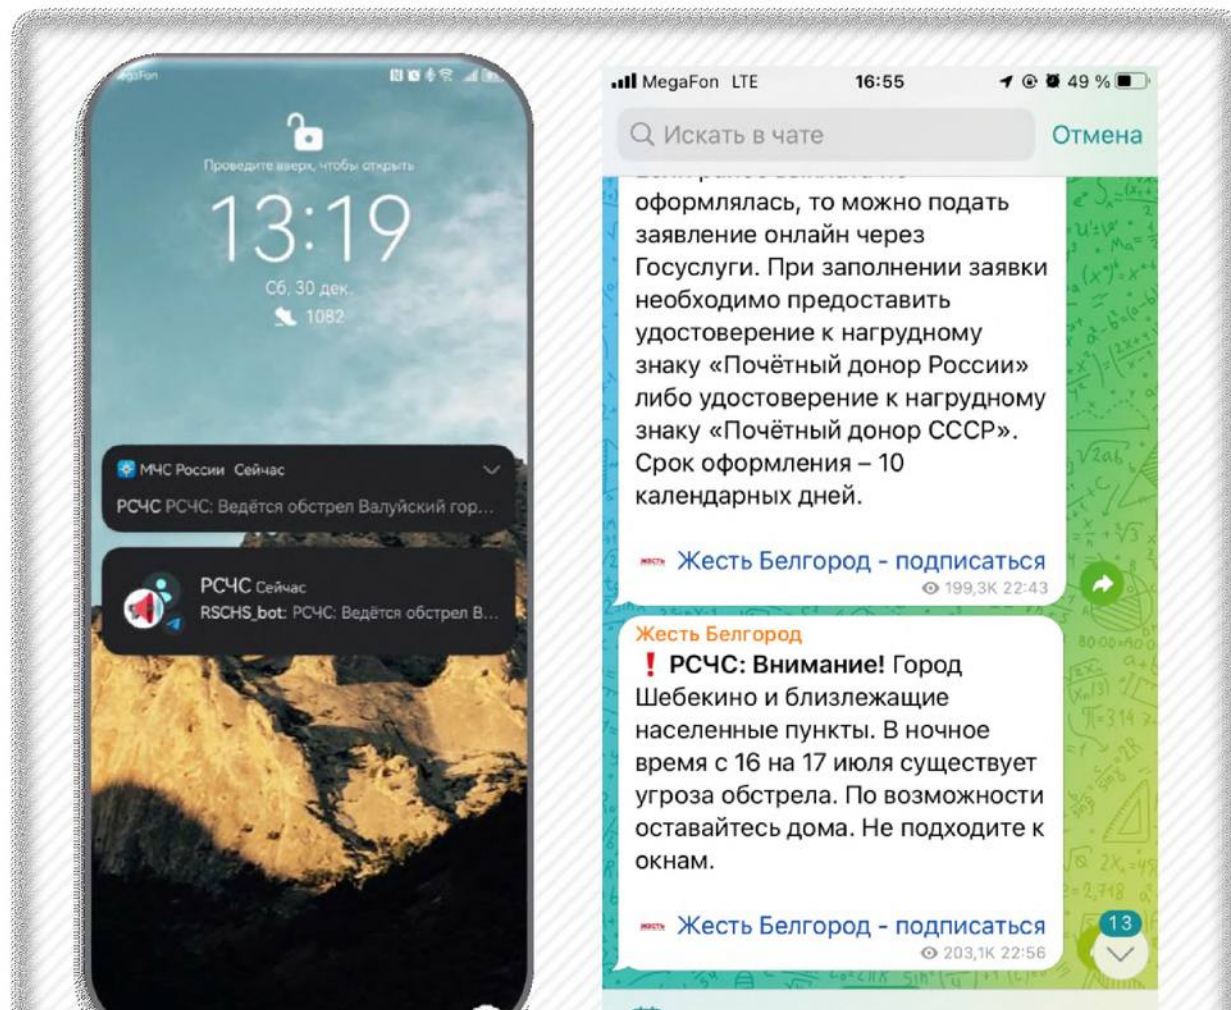 MegaFon
Проведите вверх, чтобы открыть
13:19
Сб, 30 дек.
1082
МЧС России Сейчас
РСЧС РСЧС: Ведётся обстрел Валуйский гор...
РСЧС Сейчас
RSCHS_bot: РСЧС: Ведётся обстрел В...
MegaFon LTE 16:55 49 %
Искать в чате Отмена
оформлялась, то можно подать
заявление онлайн через
Госуслуги. При заполнении заявки
необходимо предоставить
удостоверение к нагрудному
знаку «Почётный донор России»
либо удостоверение к нагрудному
знаку «Почётный донор СССР».
Срок оформления – 10
календарных дней.
жесть Жесть Белгород - подписаться
199,3K 22:43
Жесть Белгород
❗ РСЧС: Внимание! Город
Шебекино и близлежащие
населенные пункты. В ночное
время с 16 на 17 июля существует
угроза обстрела. По возможности
оставайтесь дома. Не подходите к
окнам.
жесть Жесть Белгород - подписаться
203,1K 22:56
13